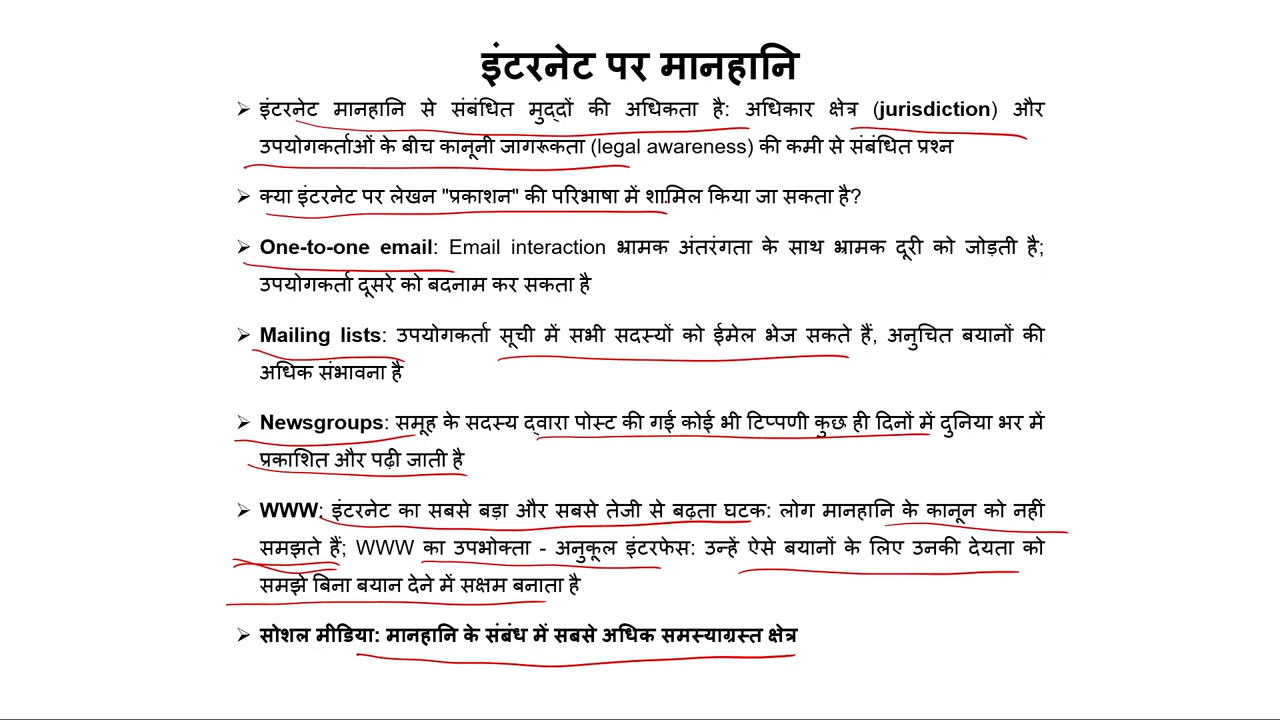 इंटरनेट पर मानहानि
➢ इंटरनेट मानहानि से संबंधित मुद्दों की अधिकता है: अधिकार क्षेत्र (jurisdiction) और
उपयोगकर्ताओं के बीच कानूनी जागरूकता (legal awareness) की कमी से संबंधित प्रश्न
➢ क्या इंटरनेट पर लेखन "प्रकाशन" की परिभाषा में शामिल किया जा सकता है?
➢ One-to-one email: Email interaction भ्रामक अंतरंगता के साथ भ्रामक दूरी को जोड़ती है;
उपयोगकर्ता दूसरे को बदनाम कर सकता है
➢ Mailing lists: उपयोगकर्ता सूची में सभी सदस्यों को ईमेल भेज सकते हैं, अनुचित बयानों की
अधिक संभावना है
➢ Newsgroups: समूह के सदस्य द्वारा पोस्ट की गई कोई भी टिप्पणी कुछ ही दिनों में दुनिया भर में
प्रकाशित और पढ़ी जाती है
➢ WWW: इंटरनेट का सबसे बड़ा और सबसे तेजी से बढ़ता घटक: लोग मानहानि के कानून को नहीं
समझते हैं; WWW का उपभोक्ता - अनुकूल इंटरफेस: उन्हें ऐसे बयानों के लिए उनकी देयता को
समझे बिना बयान देने में सक्षम बनाता है
➢ सोशल मीडिया: मानहानि के संबंध में सबसे अधिक समस्याग्रस्त क्षेत्र